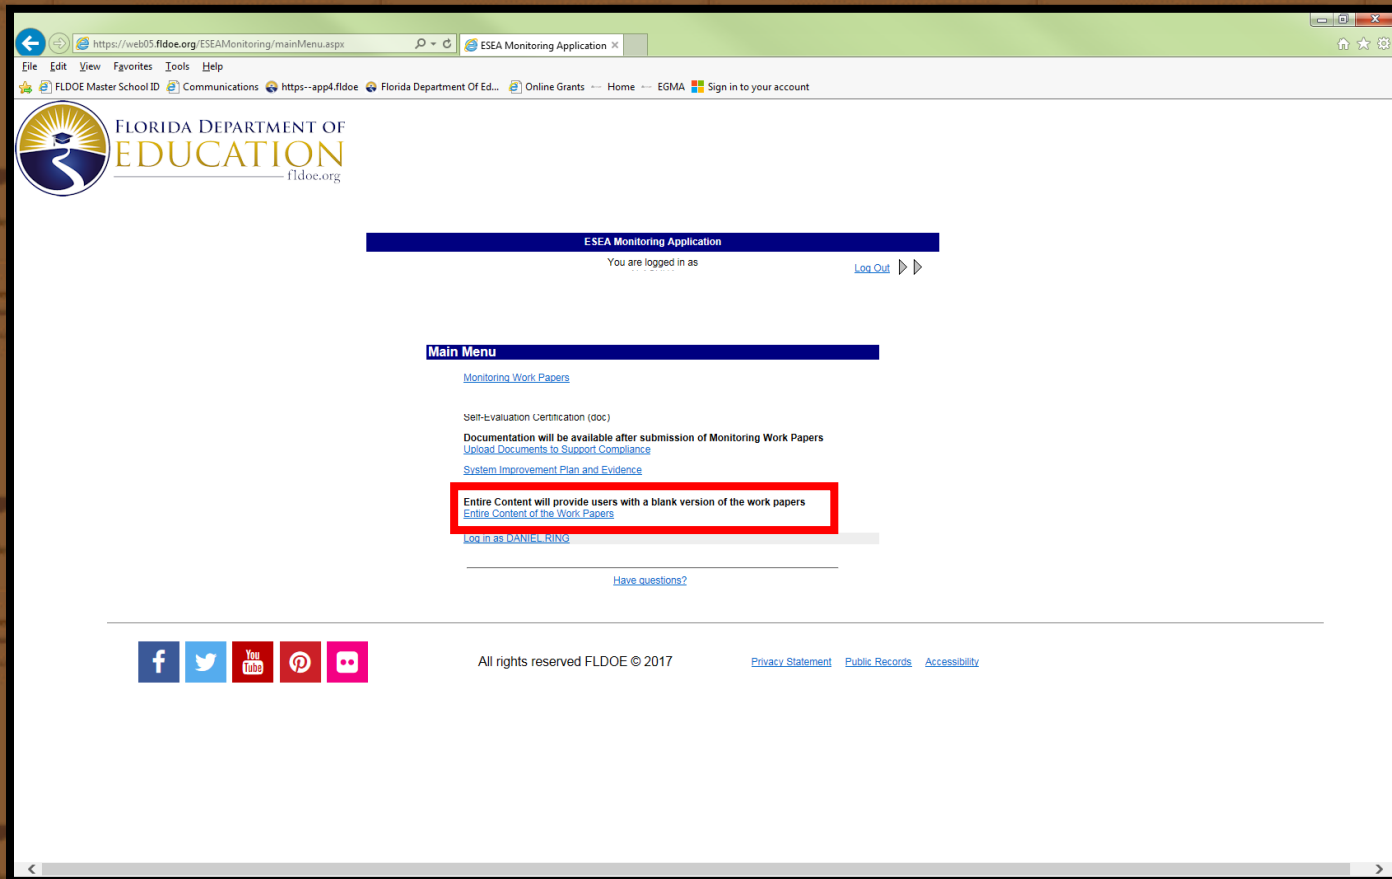 https://web05.fldoe.org/ESEAMonitoring/mainMenu.aspx
ESEA Monitoring Application
File Edit View Favorites Tools Help
FLDOE Master School ID Communications https--app4.fldoe Florida Department Of Ed... Online Grants Home EGMA Sign in to your account
FLORIDA DEPARTMENT OF
EDUCATION
fldoe.org
ESEA Monitoring Application
You are logged in as
Log Out
Main Menu
Monitoring Work Papers
Self-Evaluation Certification (doc)
Documentation will be available after submission of Monitoring Work Papers
Upload Documents to Support Compliance
System Improvement Plan and Evidence
Entire Content will provide users with a blank version of the work papers
Entire Content of the Work Papers
Log in as DANIEL.RING
Have questions?
f You Tube
All rights reserved FLDOE © 2017 Privacy Statement Public Records Accessibility